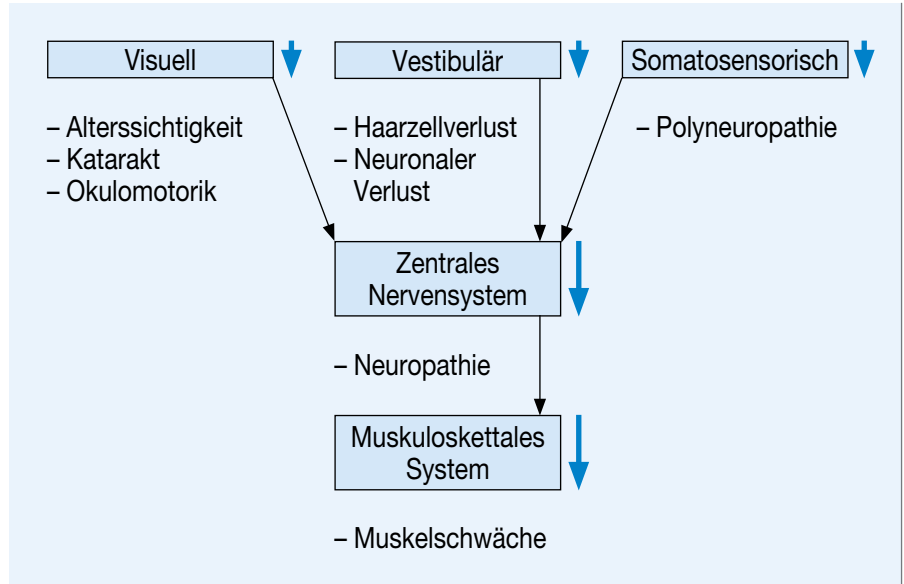 Visuell
Vestibulär
Somatosensorisch
– Alterssichtigkeit
– Katarakt
– Okulomotorik
– Haarzellverlust
– Neuronaler
Verlust
– Polyneuropathie
Zentrales
Nervensystem
– Neuropathie
Muskuloskettales
System
– Muskelschwäche